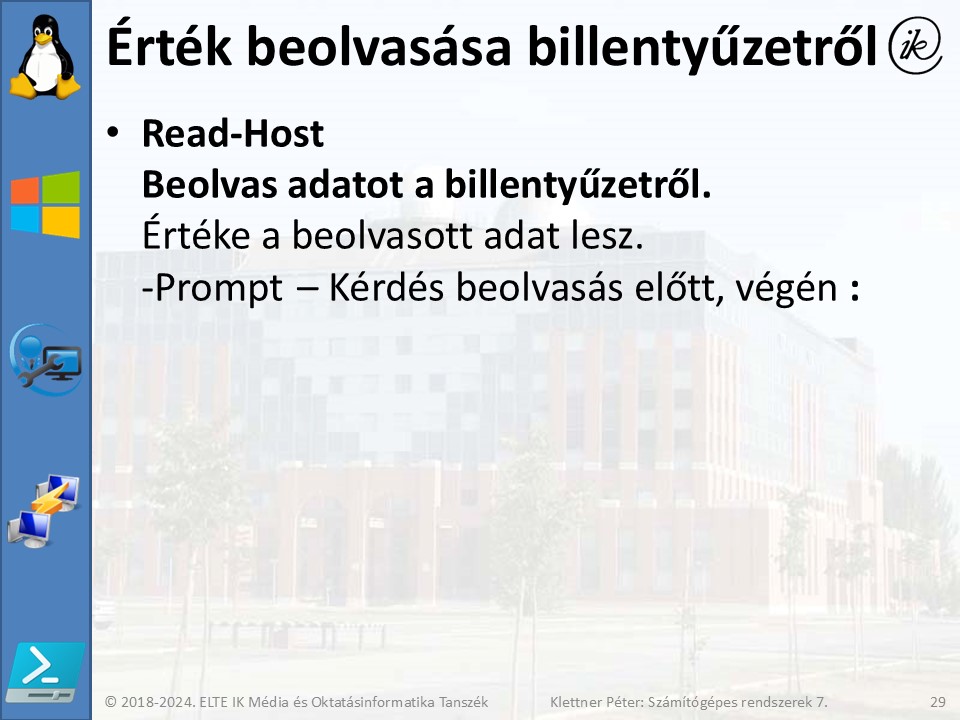 Érték beolvasása billentyűzetről
ik
• Read-Host
Beolvas adatot a billentyűzetről.
Értéke a beolvasott adat lesz.
-Prompt – Kérdés beolvasás előtt, végén :
© 2018-2024. ELTE IK Média és Oktatásinformatika Tanszék Klettner Péter: Számítógépes rendszerek 7. 29